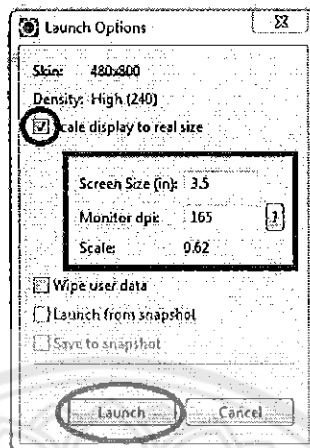 Launch Options
Skin: 480x800
Density: High (240)
Scale display to real size
Screen Size (in): 3.5
Monitor dpi: 165 ?
Scale: 0.62
Wipe user data
Launch from snapshot
Save to snapshot
Launch Cancel